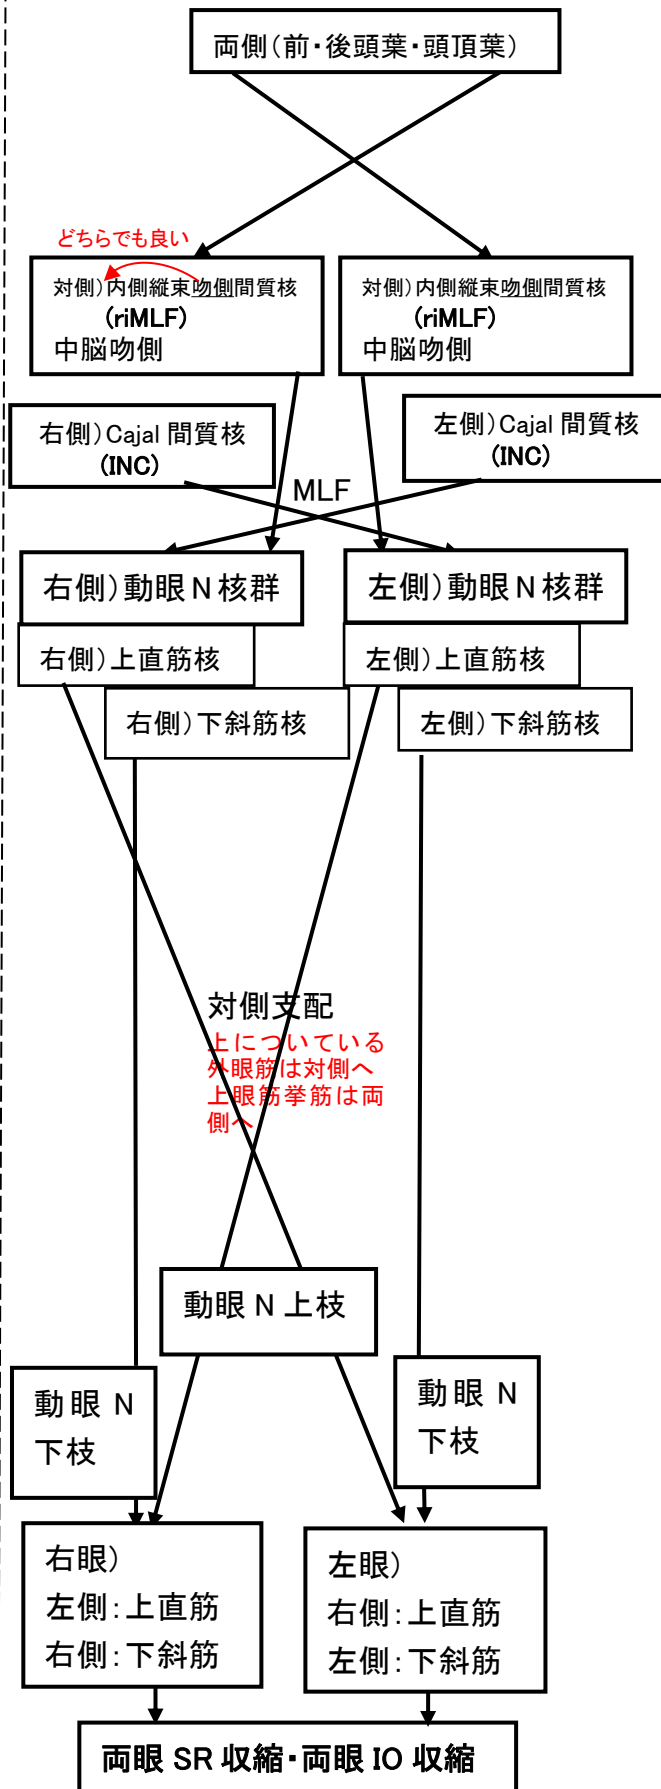 両側(前・後頭葉・頭頂葉)
どちらでも良い
対側)内側縦束吻側間質核
(riMLF)
中脳吻側
対側)内側縦束吻側間質核
(riMLF)
中脳吻側
右側)Cajal 間質核
(INC)
左側)Cajal 間質核
(INC)
MLF
右側)動眼 N 核群
左側)動眼 N 核群
右側)上直筋核
左側)上直筋核
右側)下斜筋核
左側)下斜筋核
対側支配
上についている
外眼筋は対側へ
上眼筋挙筋は両
側へ
動眼 N 上枝
動眼 N
下枝
動眼 N
下枝
右眼)
左側:上直筋
右側:下斜筋
左眼)
右側:上直筋
左側:下斜筋
両眼 SR 収縮・両眼 IO 収縮